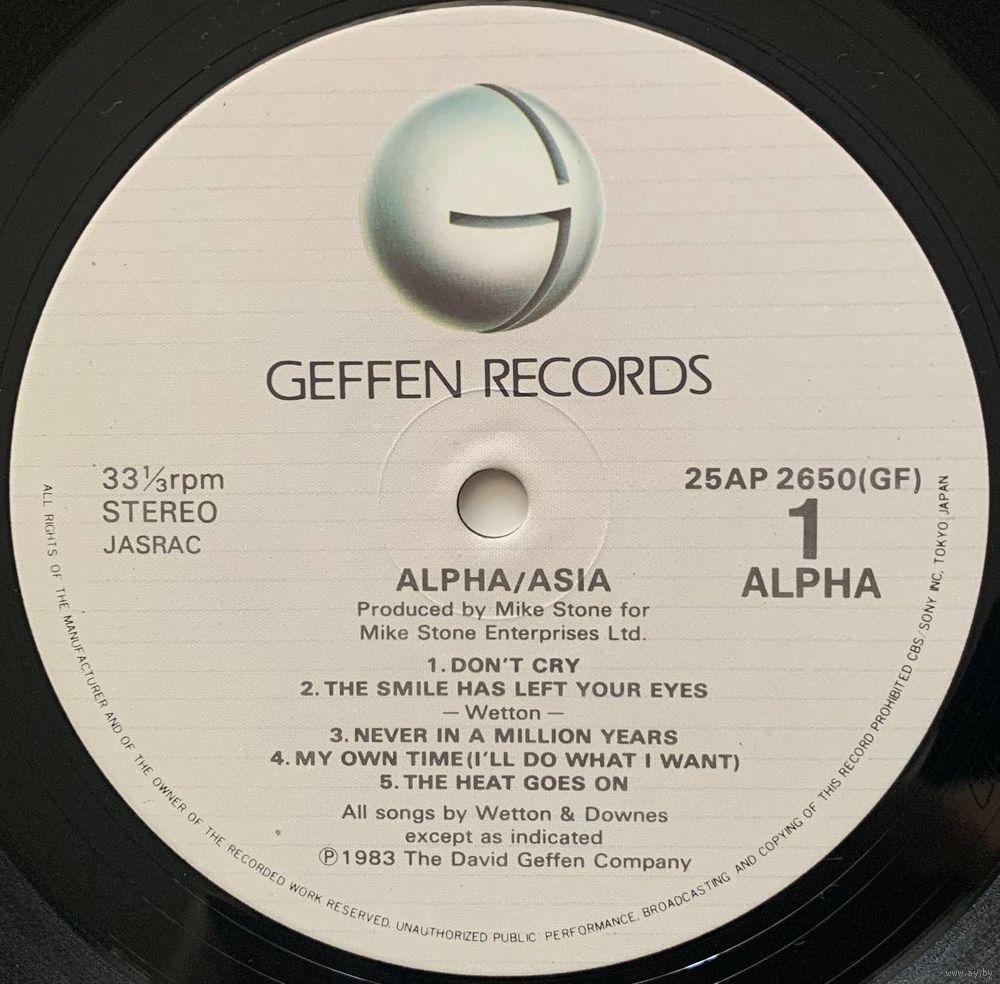 GEFFEN RECORDS
33⅓rpm
STEREO
JASRAC
25AP 2650(GF)
1
ALPHA
ALPHA/ASIA
Produced by Mike Stone for
Mike Stone Enterprises Ltd.
1. DON'T CRY
2. THE SMILE HAS LEFT YOUR EYES
— Wetton —
3. NEVER IN A MILLION YEARS
4. MY OWN TIME (I'LL DO WHAT I WANT)
5. THE HEAT GOES ON
All songs by Wetton & Downes
except as indicated
Ⓟ1983 The David Geffen Company
ALL RIGHTS OF THE MANUFACTURER AND OF THE OWNER OF THE RECORDED WORK RESERVED. UNAUTHORIZED PUBLIC PERFORMANCE, BROADCASTING AND COPYING OF THIS RECORD PROHIBITED CBS/SONY INC. TOKYO JAPAN
www.ay.by